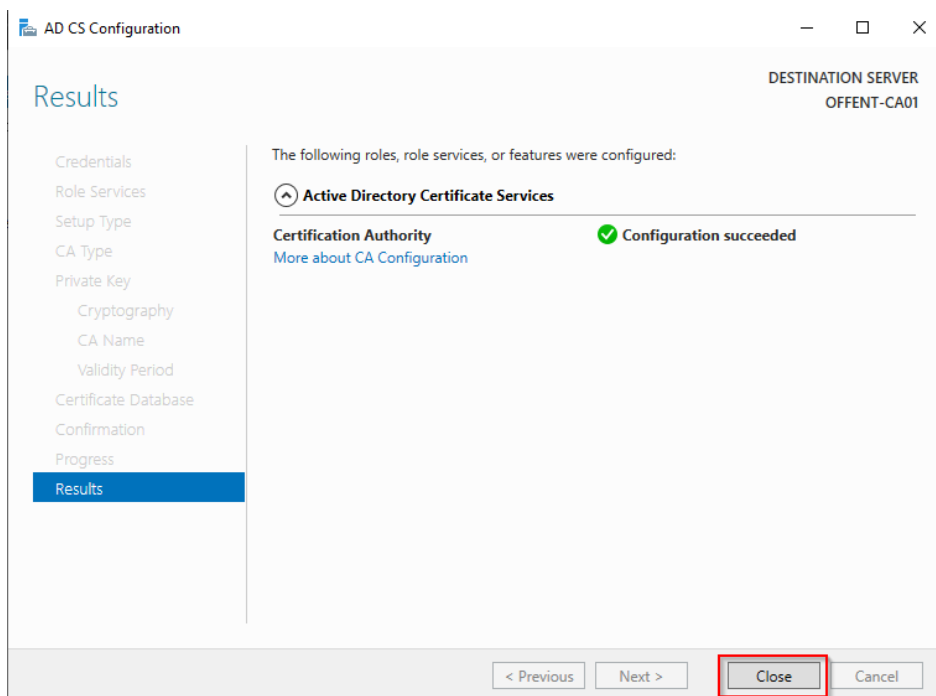 AD CS Configuration
Results
DESTINATION SERVER
OFFENT-CA01
Credentials
Role Services
Setup Type
CA Type
Private Key
Cryptography
CA Name
Validity Period
Certificate Database
Confirmation
Progress
Results
The following roles, role services, or features were configured:
Active Directory Certificate Services
Certification Authority
Configuration succeeded
More about CA Configuration
< Previous
Next >
Close
Cancel